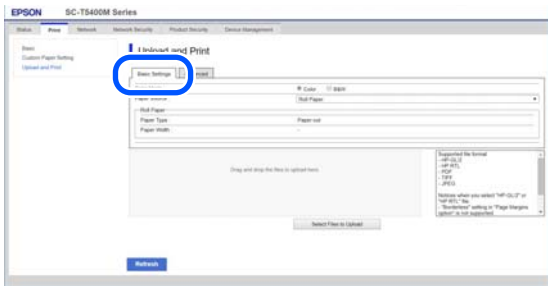 EPSON SC-T5400M Series
Status Print Network Network Security Product Security Device Management
Basic
Custom Paper Setting
Upload and Print
Upload and Print
Basic Settings
Color B&W
Paper Source Roll Paper
Roll Paper
Paper Type Paper out
Paper Width -
Drag and drop the files to upload here.
Supported file format
- HP-GL/2
- HP RTL
- PDF
- TIFF
- JPEG
Notices when you select "HP-GL/2" or
"HP RTL" file
- "Borderless" setting in "Page Margins
option" is not supported.
Select Files to Upload
Refresh